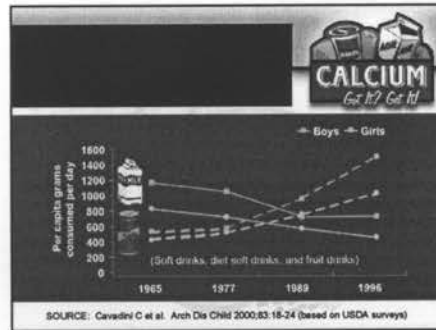 CALCIUM
Got It? Get It!
Boys Girls
Per capita grams
consumed per day
1600
1400
1200
1000
800
600
400
200
0
(Soft drinks, diet soft drinks, and fruit drinks)
1965 1977 1989 1996
SOURCE: Cavadini C et al. Arch Dis Child 2000;83:18-24 (based on USDA surveys)